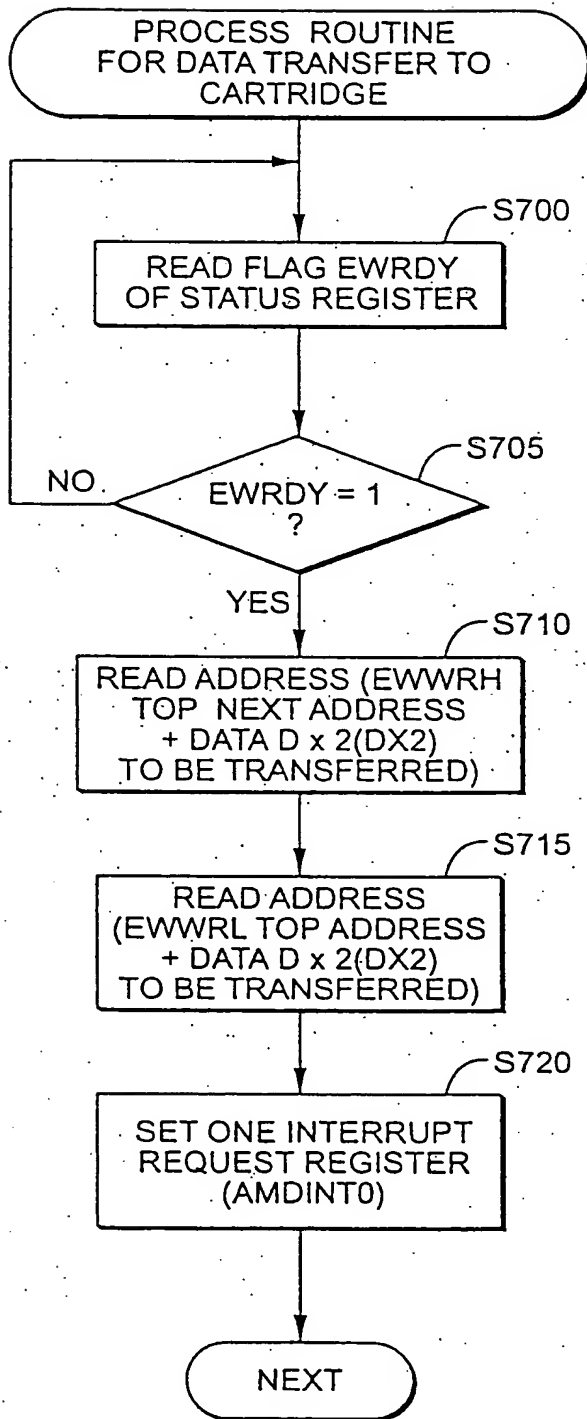 PROCESS ROUTINE
FOR DATA TRANSFER TO
CARTRIDGE
S700
READ FLAG EWRDY
OF STATUS REGISTER
S705
NO
EWRDY = 1
?
YES
S710
READ ADDRESS (EWWRH
TOP NEXT ADDRESS
+ DATA D x 2(DX2)
TO BE TRANSFERRED)
S715
READ ADDRESS
(EWWRL TOP ADDRESS
+ DATA D x 2(DX2)
TO BE TRANSFERRED)
S720
SET ONE INTERRUPT
REQUEST REGISTER
(AMDINT0)
NEXT